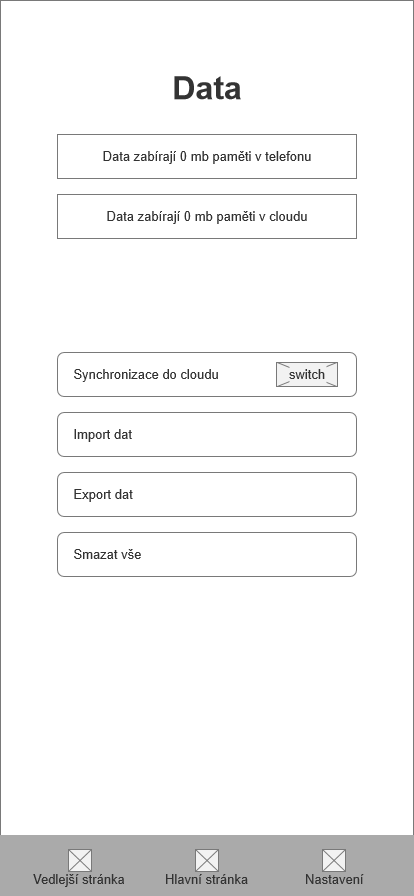 Data
Data zabírají 0 mb paměti v telefonu
Data zabírají 0 mb paměti v cloudu
Synchronizace do cloudu switch
Import dat
Export dat
Smazat vše
Vedlejší stránka Hlavní stránka Nastavení